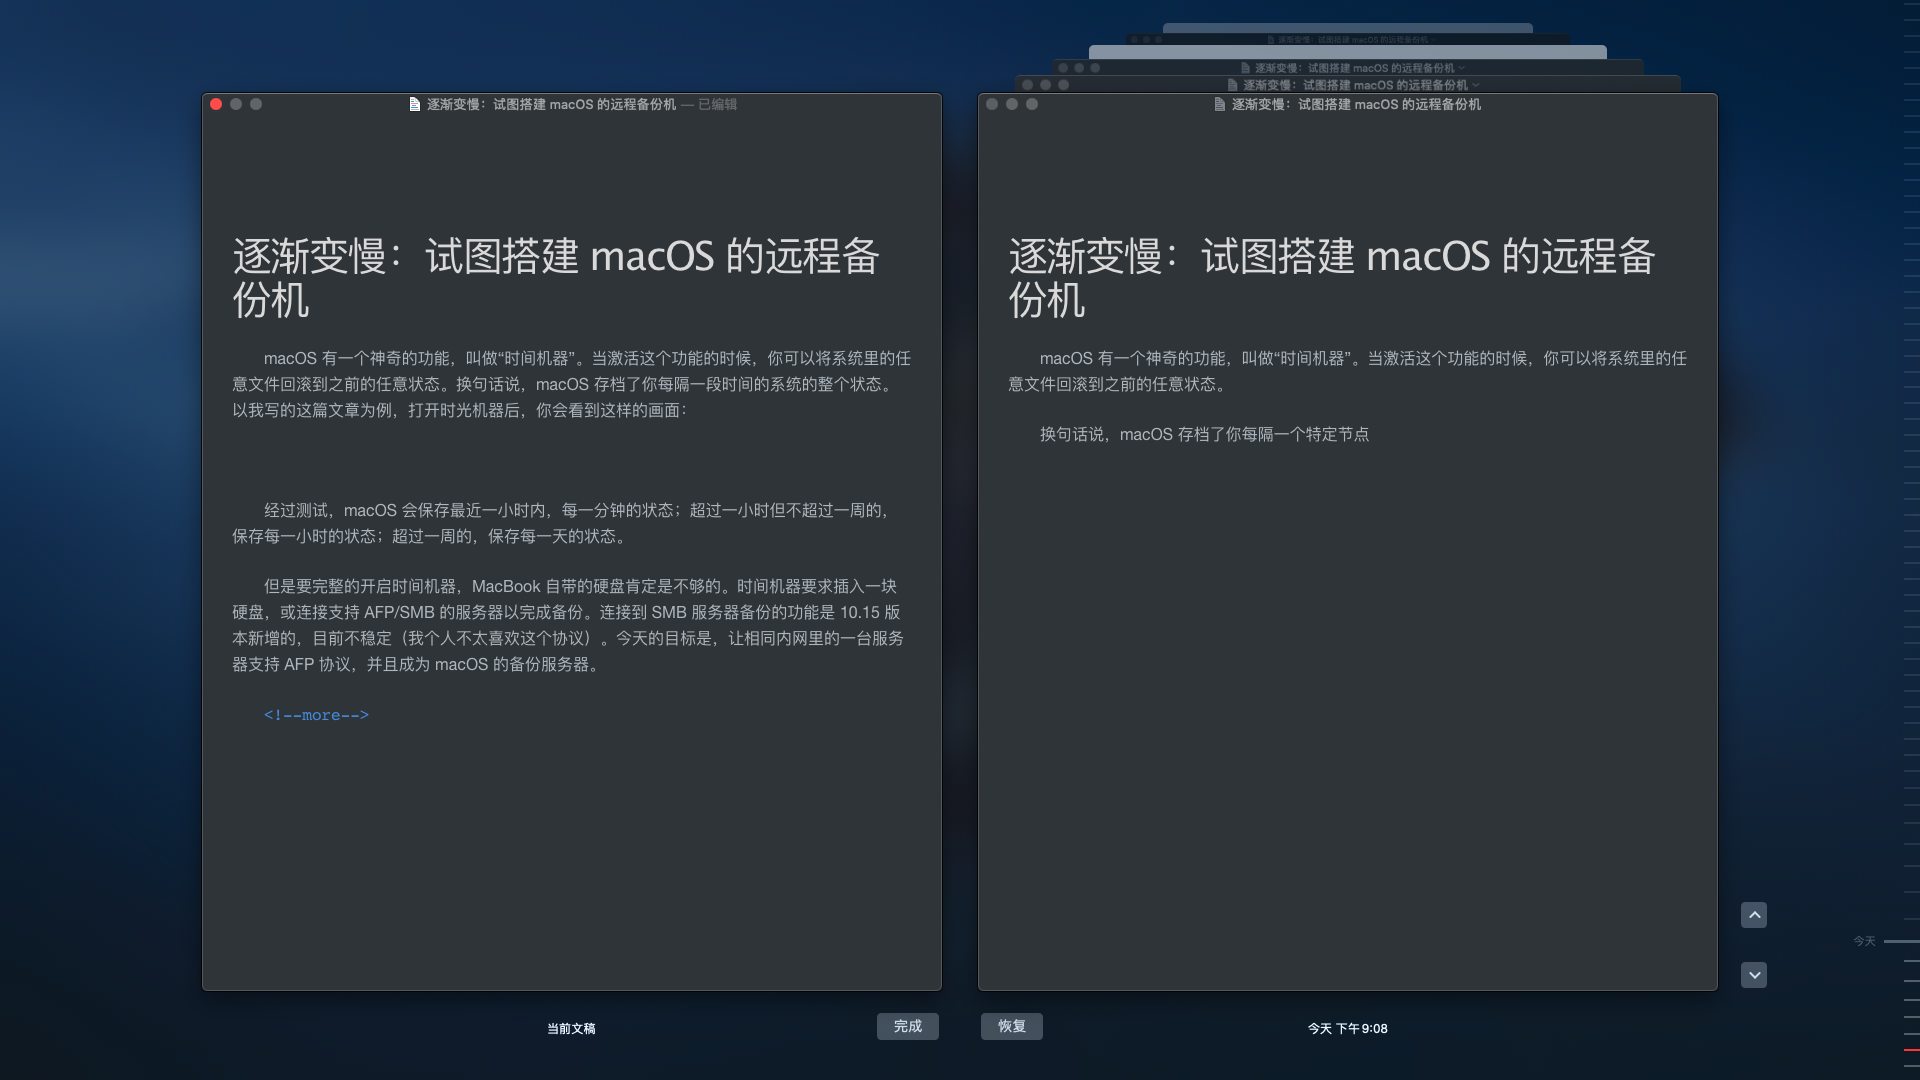 逐渐变慢：试图搭建 macOS 的远程备份机
逐渐变慢：试图搭建 macOS 的远程备份机
逐渐变慢：试图搭建 macOS 的远程备份机
逐渐变慢：试图搭建 macOS 的远程备份机 — 已编辑
逐渐变慢：试图搭建 macOS 的远程备
份机
macOS 有一个神奇的功能，叫做“时间机器”。当激活这个功能的时候，你可以将系统里的任
意文件回滚到之前的任意状态。换句话说，macOS 存档了你每隔一段时间的系统的整个状态。
以我写的这篇文章为例，打开时光机器后，你会看到这样的画面：
经过测试，macOS 会保存最近一小时内，每一分钟的状态；超过一小时但不超过一周的，
保存每一小时的状态；超过一周的，保存每一天的状态。
但是要完整的开启时间机器，MacBook 自带的硬盘肯定是不够的。时间机器要求插入一块
硬盘，或连接支持 AFP/SMB 的服务器以完成备份。连接到 SMB 服务器备份的功能是 10.15 版
本新增的，目前不稳定（我个人不太喜欢这个协议）。今天的目标是，让相同内网里的一台服务
器支持 AFP 协议，并且成为 macOS 的备份服务器。
<!--more-->
当前文稿
完成
逐渐变慢：试图搭建 macOS 的远程备份机
逐渐变慢：试图搭建 macOS 的远程备
份机
macOS 有一个神奇的功能，叫做“时间机器”。当激活这个功能的时候，你可以将系统里的任
意文件回滚到之前的任意状态。
换句话说，macOS 存档了你每隔一个特定节点
恢复
今天 下午9:08
今天